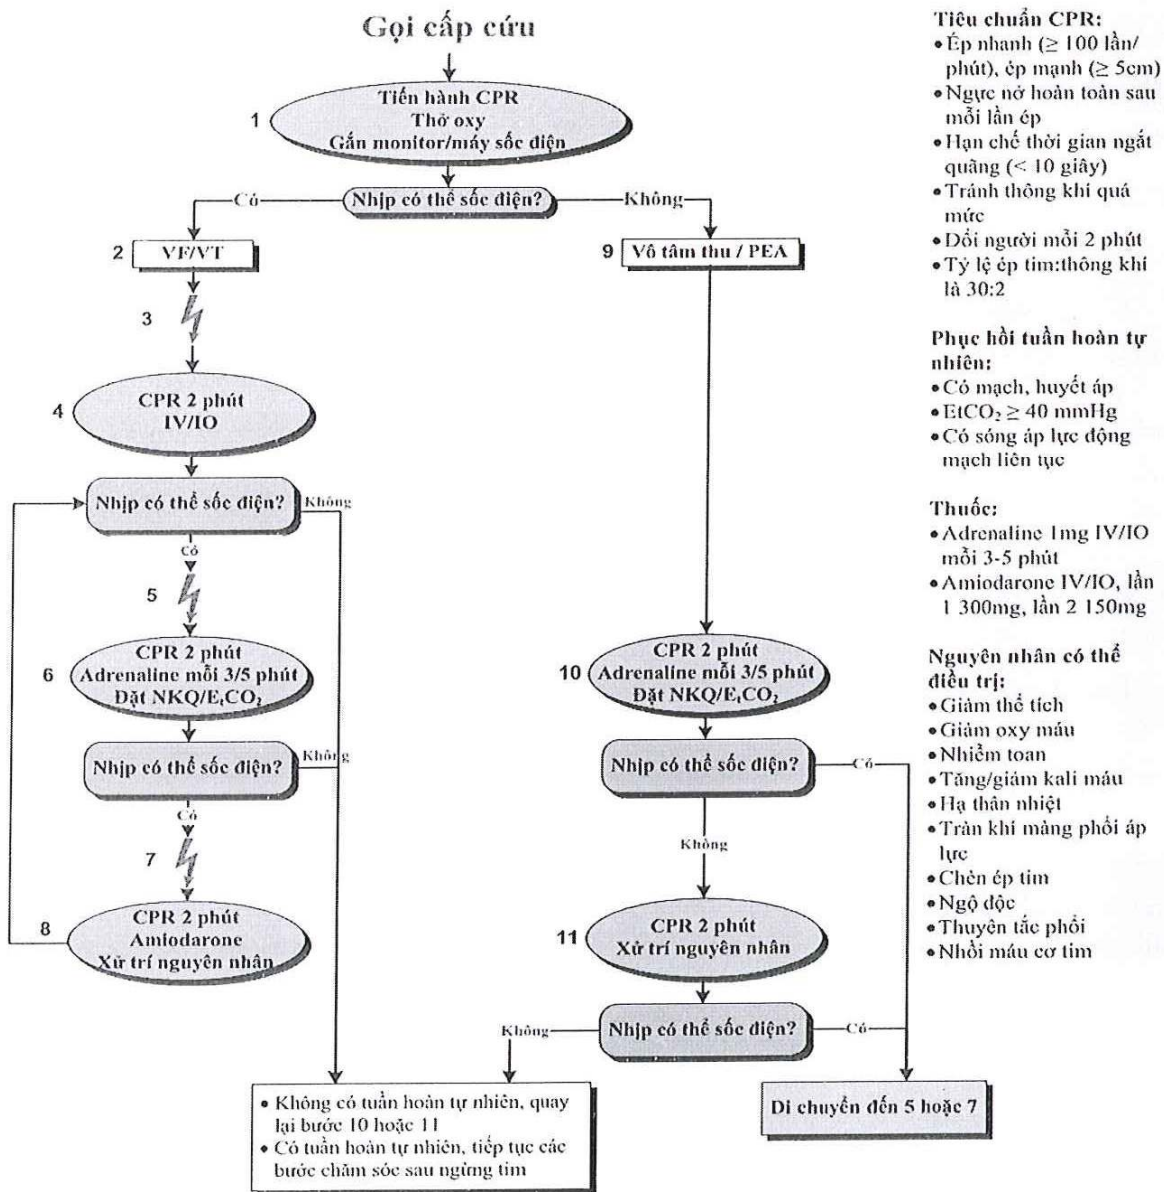 Gọi cấp cứu
1
Tiến hành CPR
Thở oxy
Gắn monitor/máy sốc điện
Nhịp có thể sốc điện?
Có
Không
2
VF/VT
3
4
CPR 2 phút
IV/IO
Nhịp có thể sốc điện?
Không
Có
5
6
CPR 2 phút
Adrenaline mỗi 3/5 phút
Đặt NKQ/EₜCO₂
Nhịp có thể sốc điện?
Không
Có
7
8
CPR 2 phút
Amiodarone
Xử trí nguyên nhân
9
Vô tâm thu / PEA
10
CPR 2 phút
Adrenaline mỗi 3/5 phút
Đặt NKQ/EₜCO₂
Nhịp có thể sốc điện?
Có
Không
11
CPR 2 phút
Xử trí nguyên nhân
Nhịp có thể sốc điện?
Không
Có
• Không có tuần hoàn tự nhiên, quay
lại bước 10 hoặc 11
• Có tuần hoàn tự nhiên, tiếp tục các
bước chăm sóc sau ngừng tim
Di chuyển đến 5 hoặc 7
Tiêu chuẩn CPR:
• Ép nhanh (≥ 100 lần/
phút), ép mạnh (≥ 5cm)
• Ngực nở hoàn toàn sau
mỗi lần ép
• Hạn chế thời gian ngắt
quãng (< 10 giây)
• Tránh thông khí quá
mức
• Dổi người mỗi 2 phút
• Tỷ lệ ép tim:thông khí
là 30:2
Phục hồi tuần hoàn tự
nhiên:
• Có mạch, huyết áp
• EtCO₂ ≥ 40 mmHg
• Có sóng áp lực động
mạch liên tục
Thuốc:
• Adrenaline 1mg IV/IO
mỗi 3-5 phút
• Amiodarone IV/IO, lần
1 300mg, lần 2 150mg
Nguyên nhân có thể
điều trị:
• Giảm thể tích
• Giảm oxy máu
• Nhiễm toan
• Tăng/giảm kali máu
• Hạ thân nhiệt
• Tràn khí màng phổi áp
lực
• Chèn ép tim
• Ngộ độc
• Thuyên tắc phổi
• Nhồi máu cơ tim